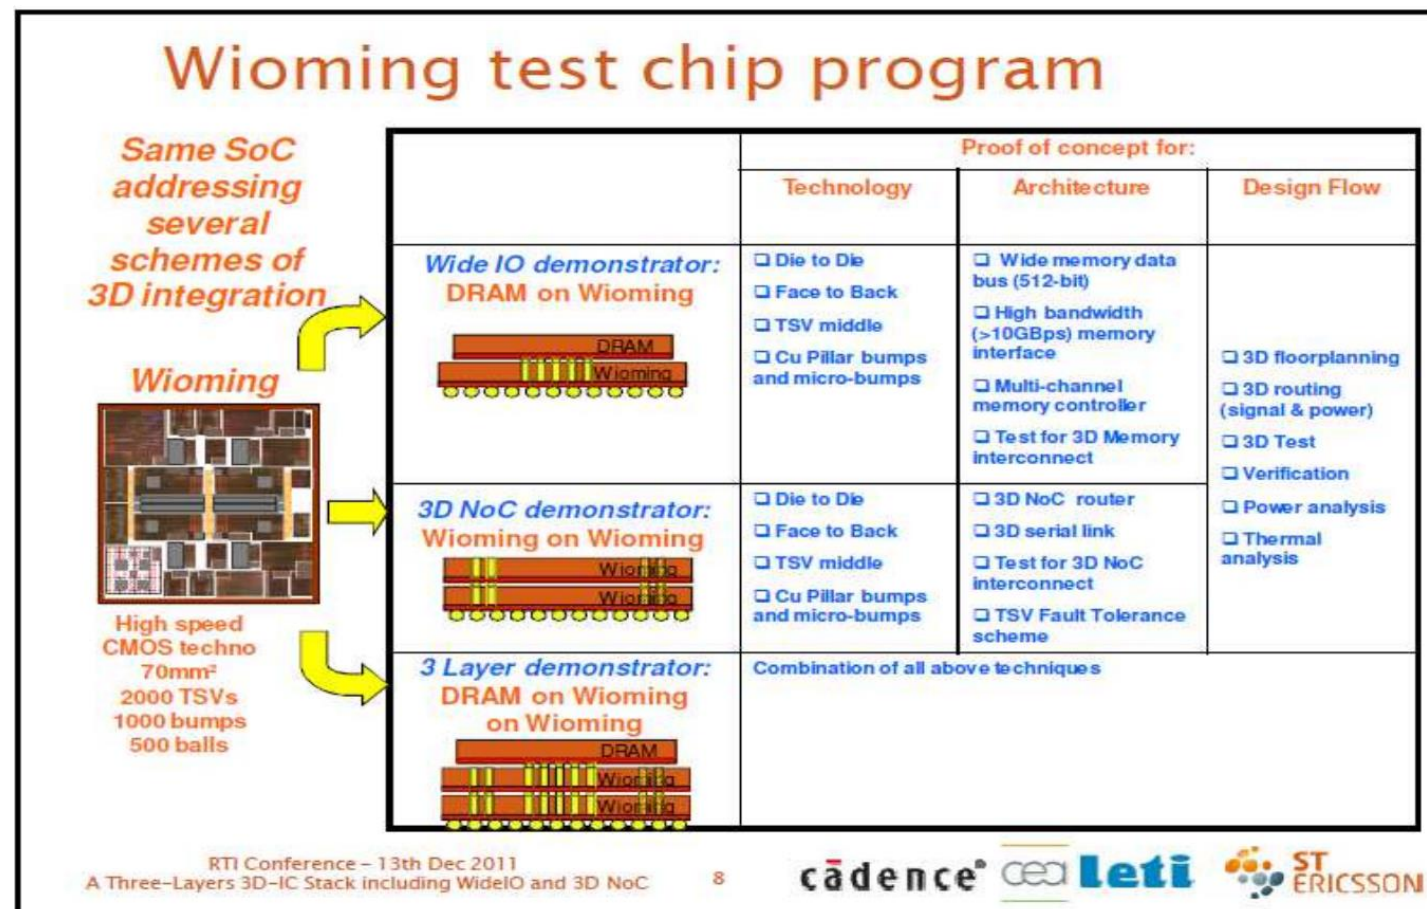 Wioming test chip program
Same SoC
addressing
several
schemes of
3D integration
Wioming
High speed
CMOS techno
70mm²
2000 TSVs
1000 bumps
500 balls
Proof of concept for:
Technology
Architecture
Design Flow
Wide IO demonstrator:
DRAM on Wioming
DRAM
Wioming
❑ Die to Die
❑ Face to Back
❑ TSV middle
❑ Cu Pillar bumps
and micro-bumps
❑ Wide memory data
bus (512-bit)
❑ High bandwidth
(>10GBps) memory
interface
❑ Multi-channel
memory controller
❑ Test for 3D Memory
interconnect
❑ 3D floorplanning
❑ 3D routing
(signal & power)
❑ 3D Test
❑ Verification
❑ Power analysis
❑ Thermal
analysis
3D NoC demonstrator:
Wioming on Wioming
Wioming
Wioming
❑ Die to Die
❑ Face to Back
❑ TSV middle
❑ Cu Pillar bumps
and micro-bumps
❑ 3D NoC router
❑ 3D serial link
❑ Test for 3D NoC
interconnect
❑ TSV Fault Tolerance
scheme
3 Layer demonstrator:
DRAM on Wioming
on Wioming
DRAM
Wioming
Wioming
Combination of all above techniques
RTI Conference – 13th Dec 2011
A Three-Layers 3D-IC Stack including WideIO and 3D NoC
8
cādence®
cea leti
ST
ERICSSON